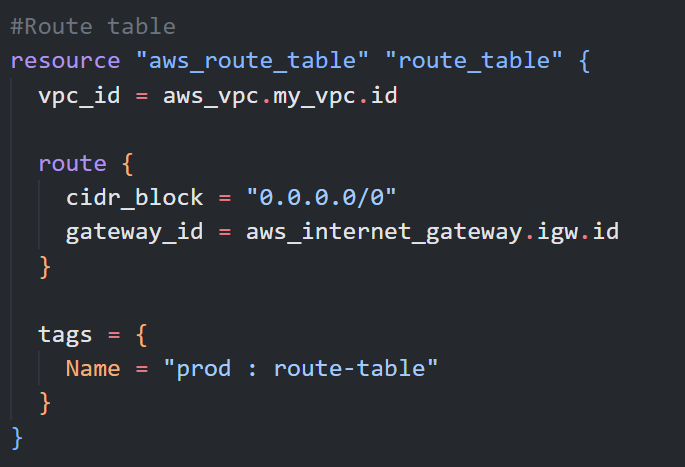 #Route table
resource "aws_route_table" "route_table" {
  vpc_id = aws_vpc.my_vpc.id

  route {
    cidr_block = "0.0.0.0/0"
    gateway_id = aws_internet_gateway.igw.id
  }

  tags = {
    Name = "prod : route-table"
  }
}